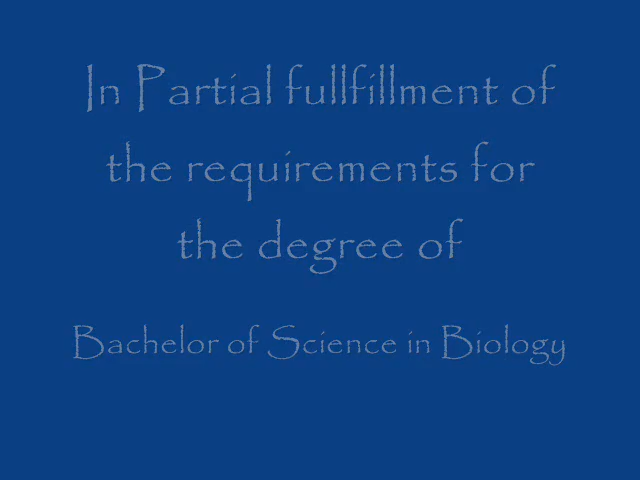 In Partial fullfillment of
the requirements for
the degree of
Bachelor of Science in Biology